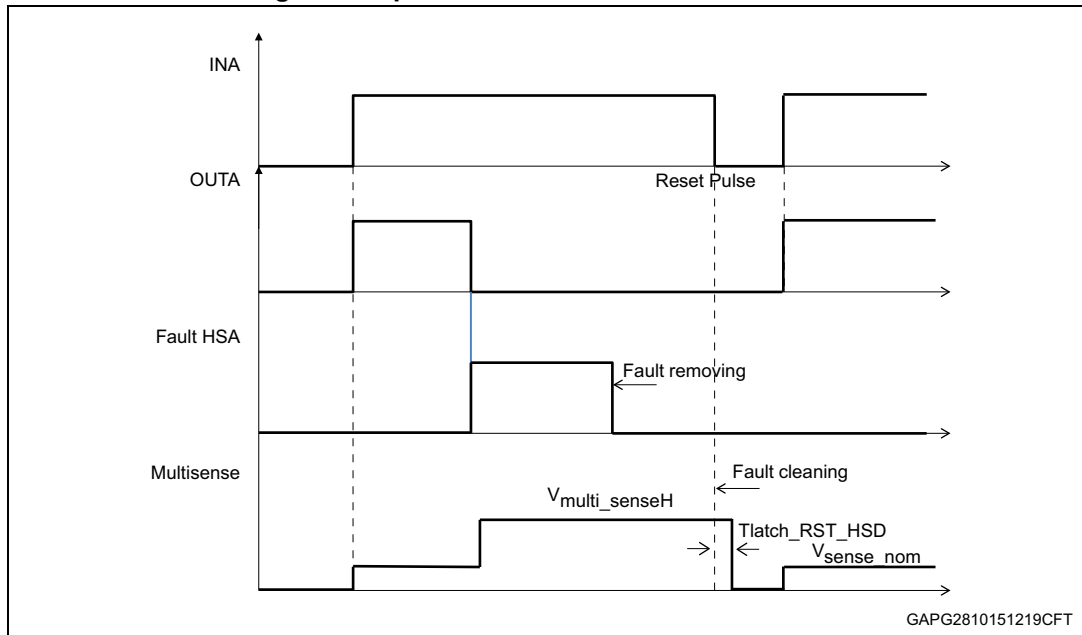 INA
OUTA
Reset Pulse
Fault HSA
Fault removing
Multisense
Fault cleaning
Vmulti_senseH
Tlatch_RST_HSD
Vsense_nom
GAPG2810151219CFT